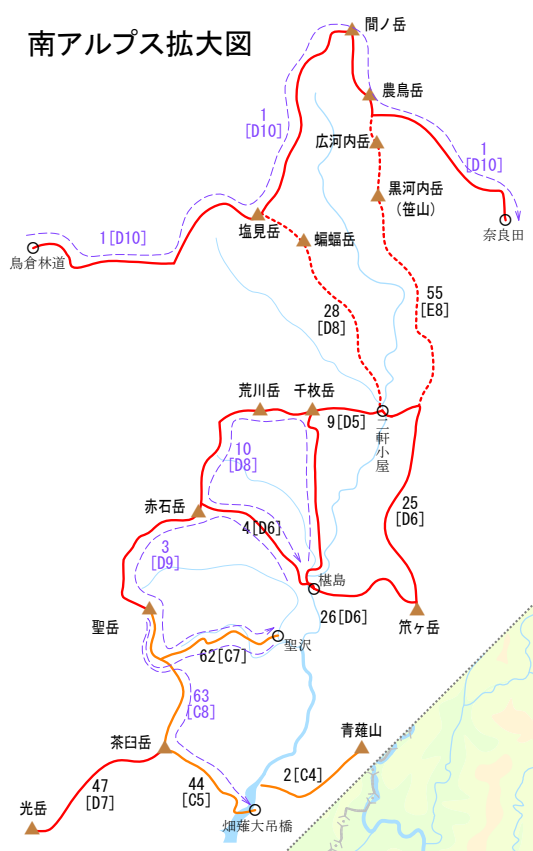 南アルプス拡大図
間ノ岳
農鳥岳
1
[D10]
広河内岳
1
[D10]
黒河内岳
(笹山)
塩見岳
奈良田
1[D10]
蝙蝠岳
鳥倉林道
28
[D8]
55
[E8]
荒川岳
千枚岳
9[D5]
二軒小屋
10
[D8]
25
[D6]
赤石岳
4[D6]
3
[D9]
椹島
26[D6]
聖岳
笊ヶ岳
聖沢
62[C7]
63
[C8]
青薙山
茶臼岳
2[C4]
47
[D7]
44
[C5]
光岳
畑薙大吊橋